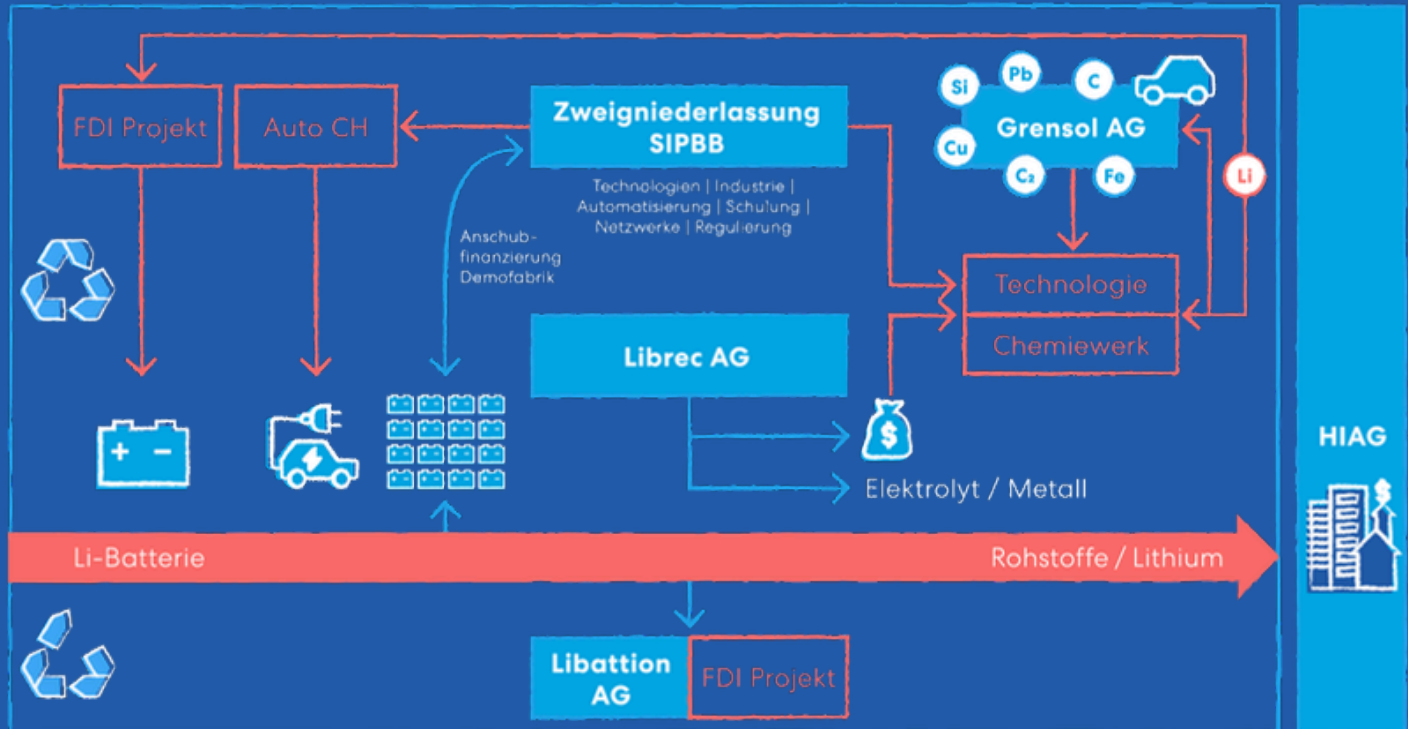 FDI Projekt
Auto CH
Zweigniederlassung
SIPBB
Technologien | Industrie |
Automatisierung | Schulung |
Netzwerke | Regulierung
Anschub-
finanzierung
Demofabrik
Si
Pb
C
Grensol AG
Cu
C₂
Fe
Li
Technologie
Chemiewerk
Librec AG
$
Elektrolyt / Metall
+ −
Li-Batterie
Rohstoffe / Lithium
Libattion
AG
FDI Projekt
HIAG
$